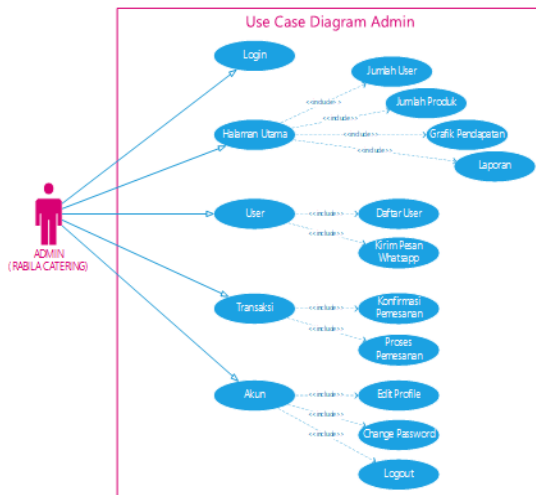 Use Case Diagram Admin
Login
Jumlah User
<<include>>
Jumlah Produk
<<include>>
Halaman Utama
<<include>>
Grafik Pendapatan
<<include>>
Laporan
ADMIN
( RABILA CATERING)
User
<<include>>
Daftar User
<<include>>
Kirim Pesan
Whatsapp
Transaksi
<<include>>
Konfirmasi
Pemesanan
<<include>>
Proses
Pemesanan
Akun
<<include>>
Edit Profile
<<include>>
Change Password
<<include>>
Logout